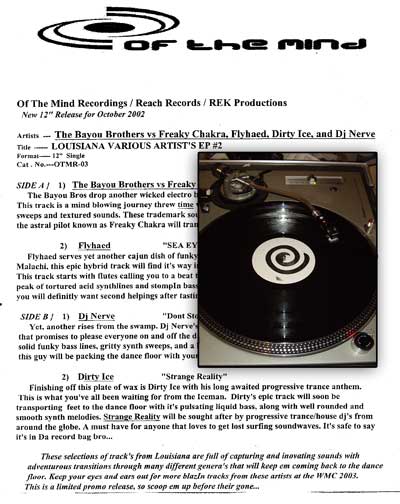 OF THE MIND
Of The Mind Recordings / Reach Records / REK Productions
New 12" Release for October 2002
Artists --- The Bayou Brothers vs Freaky Chakra, Flyhaed, Dirty Ice, and Dj Nerve
Title ----- LOUISIANA VARIOUS ARTIST'S EP #2
Format---- 12" Single
Cat . No.---OTMR-03
SIDE A / 1) The Bayou Brothers vs Freaky
The Bayou Bros drop another wicked electro b
This track is a mind blowing journey threw time
sweeps and textured sounds. These trademark sou
the astral pilot known as Freaky Chakra will tran
2) Flyhaed "SEA EY
Flyhaed serves yet another cajun dish of funky
Malachi, this epic hybrid track will find it's way i
This track starts with flutes calling you to a beat t
peak of tortured acid synthlines and stompIn bass
you will definitly want second helpings after tastin
SIDE B / 1) Dj Nerve "Dont Sto
Yet, another rises from the swamp. Dj Nerve's
that promises to please everyone on and off the d
solid funky bass lines, gritty synth sweeps, and a
this guy will be packing the dance floor with your
2) Dirty Ice "Strange Reality"
Finishing off this plate of wax is Dirty Ice with his long awaited progressive trance anthem.
This is what you've all been waiting for from the Iceman. Dirty's epic track will soon be
transporting feet to the dance floor with it's pulsating liquid bass, along with well rounded and
smooth synth melodies. Strange Reality will be sought after by progressive trance/house dj's from
around the globe. A must have for anyone that loves to get lost surfing soundwaves. It's safe to say
it's in Da record bag bro...
These selections of track's from Louisiana are full of capturing and inovating sounds with
adventurous transitions through many different genera's that will keep em coming back to the dance
floor. Keep your eyes and ears out for more blazIn tracks from these artists at the WMC 2003.
This is a limited promo release, so scoop em up before their gone...